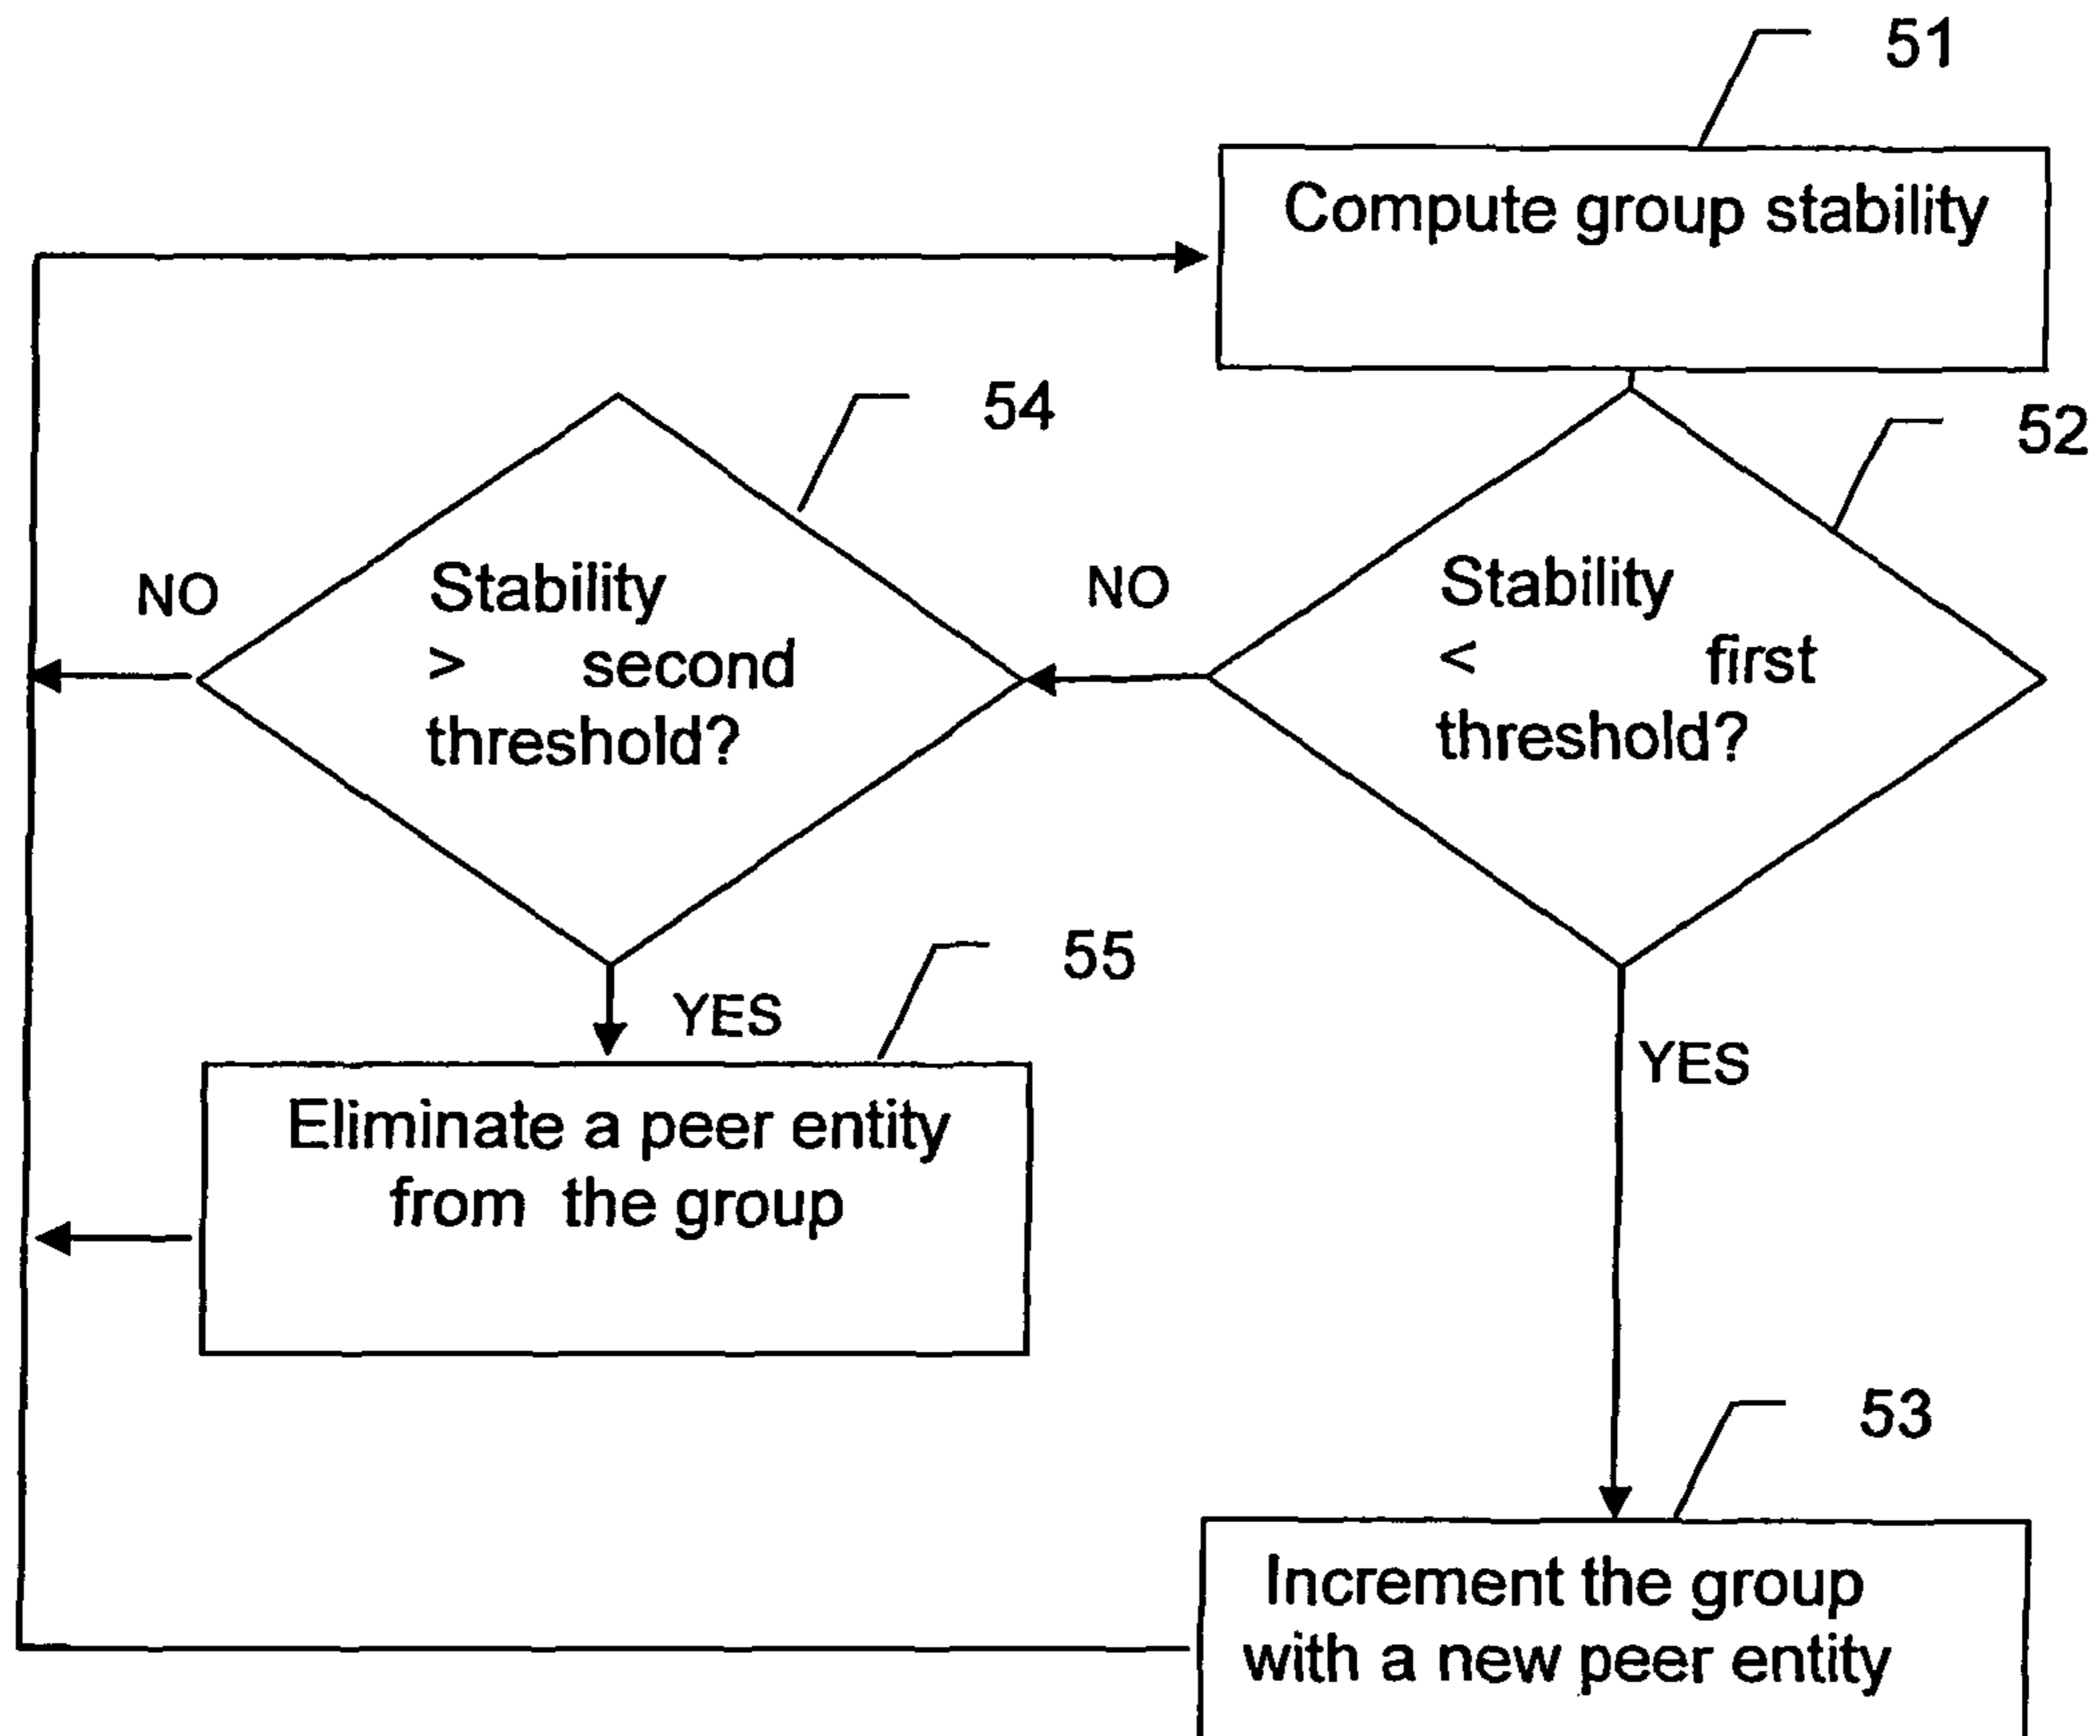 51
Compute group stability
54
52
NO
Stability
> second
threshold?
NO
Stability
< first
threshold?
YES
55
YES
Eliminate a peer entity
from the group
53
Increment the group
with a new peer entity